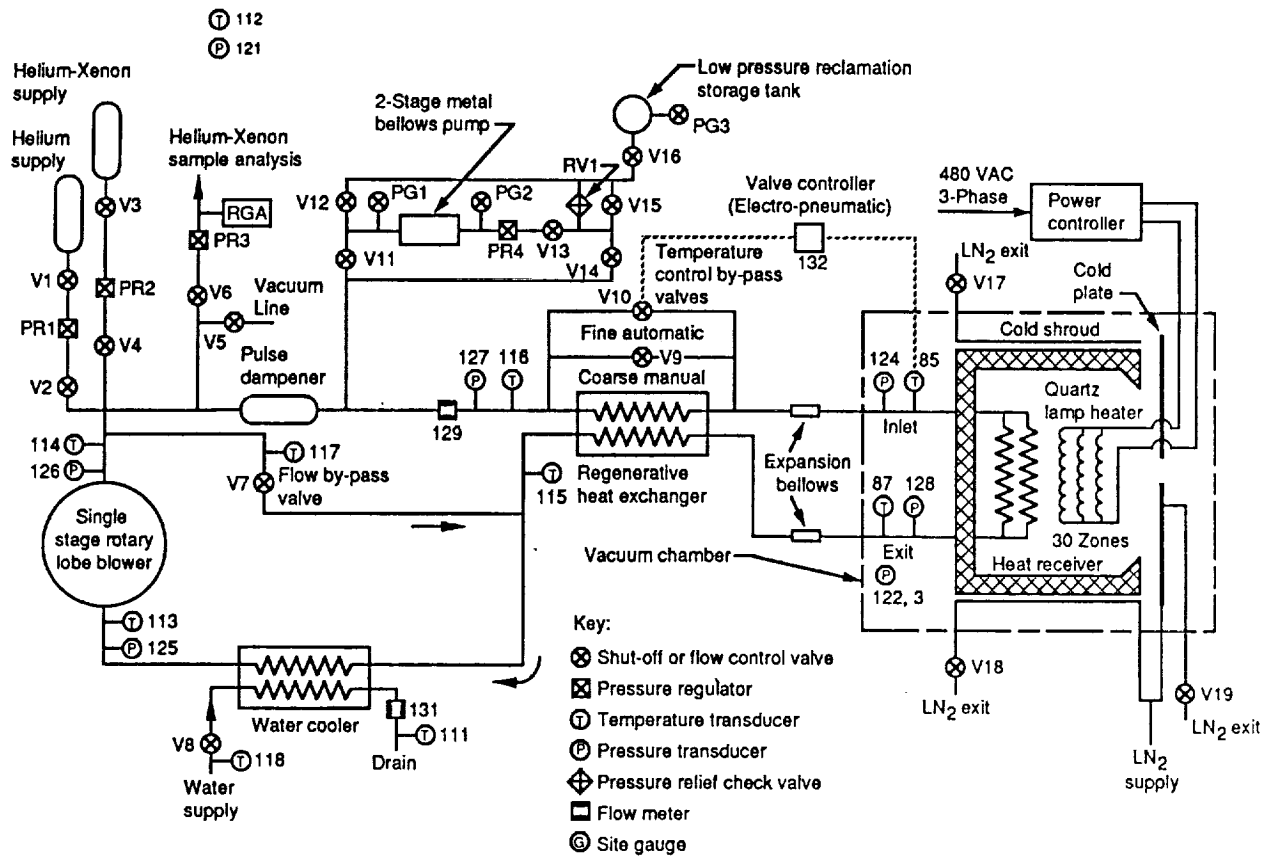 T 112
P 121
Helium-Xenon
supply
Helium
supply
Helium-Xenon
sample analysis
2-Stage metal
bellows pump
Low pressure reclamation
storage tank
PG3
V16
RV1
V3
RGA
PR3
V12
PG1
PG2
V15
PR4
V13
V14
V11
Valve controller
(Electro-pneumatic)
132
480 VAC
3-Phase
Power
controller
LN2 exit
V17
Cold
plate
V1
PR2
V6
Vacuum
Line
V5
PR1
V4
V2
Temperature
control by-pass
valves
V10
Fine automatic
V9
Coarse manual
Pulse
dampener
127
P
116
T
129
124
P
85
T
Inlet
Cold shroud
Quartz
lamp heater
114 T
126 P
T 117
V7
Flow by-pass
valve
T
115
Regenerative
heat exchanger
Expansion
bellows
87
T
128
P
Exit
P
122, 3
30 Zones
Heat receiver
Vacuum chamber
Single
stage rotary
lobe blower
T 113
P 125
Water cooler
V8
T 118
Water
supply
131
T 111
Drain
Key:
Shut-off or flow control valve
Pressure regulator
T Temperature transducer
P Pressure transducer
Pressure relief check valve
Flow meter
G Site gauge
V18
LN2 exit
V19
LN2 exit
LN2
supply